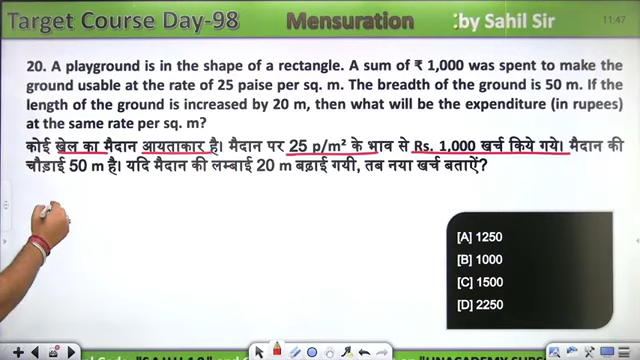 Target Course Day-98 Mensuration :by Sahil Sir 11:47
20. A playground is in the shape of a rectangle. A sum of ₹ 1,000 was spent to make the
ground usable at the rate of 25 paise per sq. m. The breadth of the ground is 50 m. If the
length of the ground is increased by 20 m, then what will be the expenditure (in rupees)
at the same rate per sq. m?
कोई खेल का मैदान आयताकार है। मैदान पर 25 p/m² के भाव से Rs. 1,000 खर्च किये गये। मैदान की
चौड़ाई 50 m है। यदि मैदान की लम्बाई 20 m बढ़ाई गयी, तब नया खर्च बताऐं?
[A] 1250
[B] 1000
[C] 1500
[D] 2250